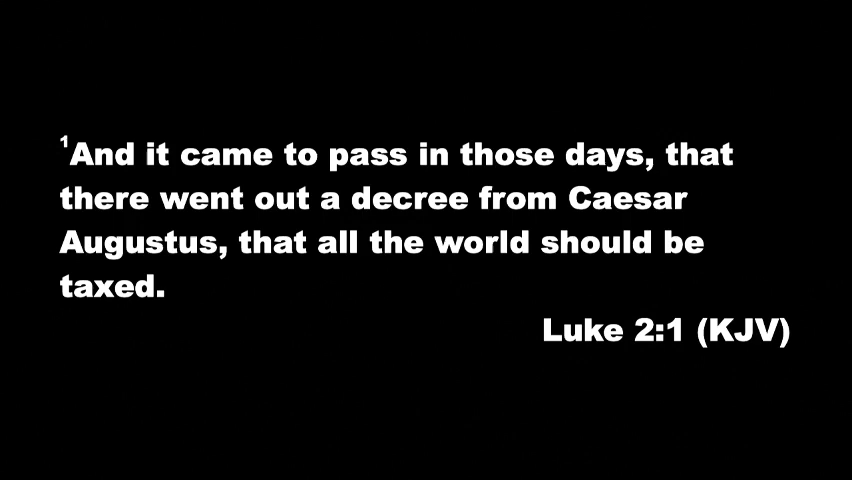 ¹And it came to pass in those days, that
there went out a decree from Caesar
Augustus, that all the world should be
taxed.
Luke 2:1 (KJV)